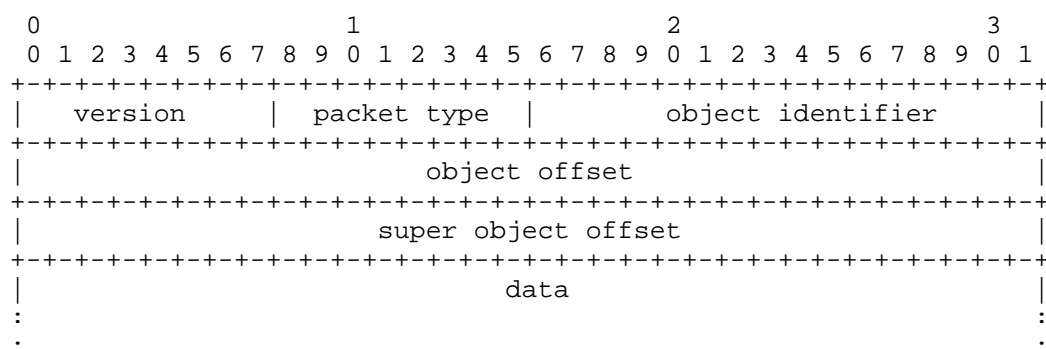 0                   1                   2                   3
 0 1 2 3 4 5 6 7 8 9 0 1 2 3 4 5 6 7 8 9 0 1 2 3 4 5 6 7 8 9 0 1
+-+-+-+-+-+-+-+-+-+-+-+-+-+-+-+-+-+-+-+-+-+-+-+-+-+-+-+-+-+-+-+-+
|   version     |  packet type  |        object identifier      |
+-+-+-+-+-+-+-+-+-+-+-+-+-+-+-+-+-+-+-+-+-+-+-+-+-+-+-+-+-+-+-+-+
|                         object offset                         |
+-+-+-+-+-+-+-+-+-+-+-+-+-+-+-+-+-+-+-+-+-+-+-+-+-+-+-+-+-+-+-+-+
|                      super object offset                      |
+-+-+-+-+-+-+-+-+-+-+-+-+-+-+-+-+-+-+-+-+-+-+-+-+-+-+-+-+-+-+-+-+
|                              data                             |
:                                                               :
.                                                               .